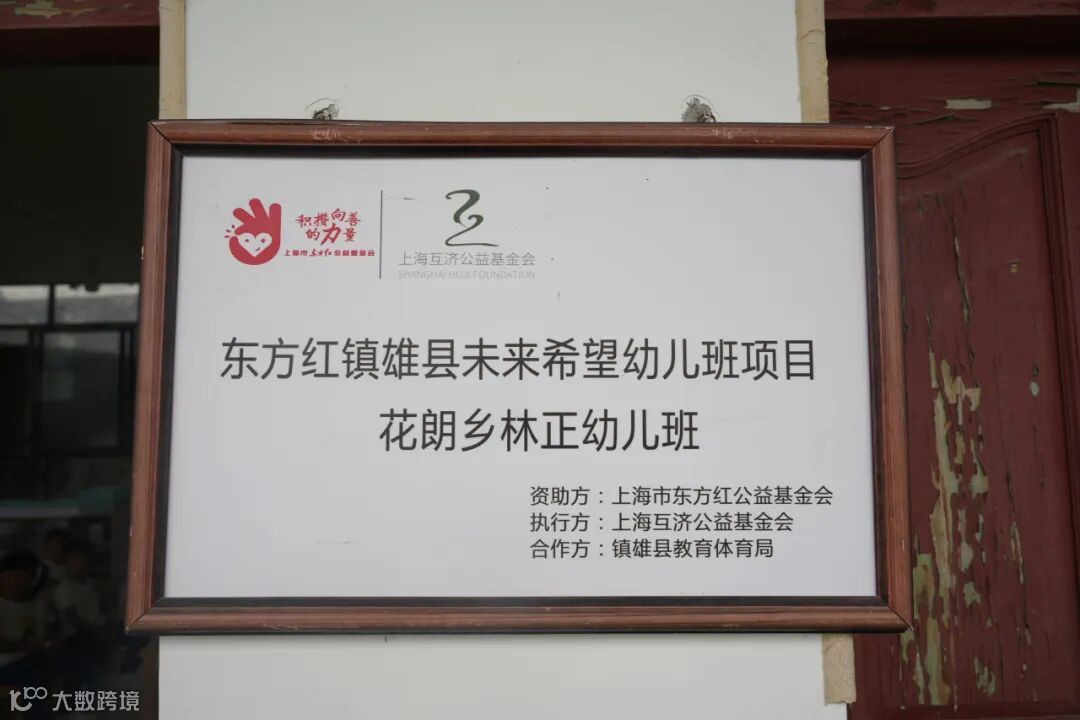 积攒向善
的力量
上海市东方红公益基金会
上海互济公益基金会
SHANGHAI HUJI FOUNDATION
东方红镇雄县未来希望幼儿班项目
花朗乡林正幼儿班
资助方：上海市东方红公益基金会
执行方：上海互济公益基金会
合作方：镇雄县教育体育局
大数跨境